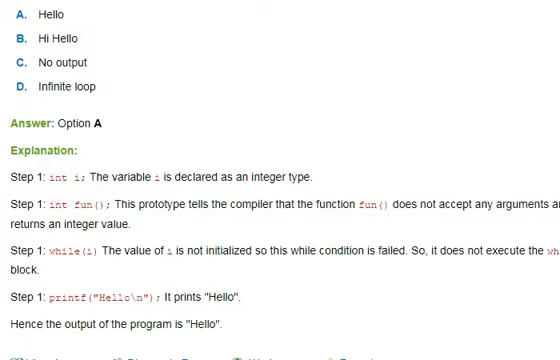 A. Hello
B. Hi Hello
C. No output
D. Infinite loop
Answer: Option A
Explanation:
Step 1: int i; The variable i is declared as an integer type.
Step 1: int fun(); This prototype tells the compiler that the function fun() does not accept any arguments a
returns an integer value.
Step 1: while(i) The value of i is not initialized so this while condition is failed. So, it does not execute the wh
block.
Step 1: printf("Hello\n"); It prints "Hello".
Hence the output of the program is "Hello".